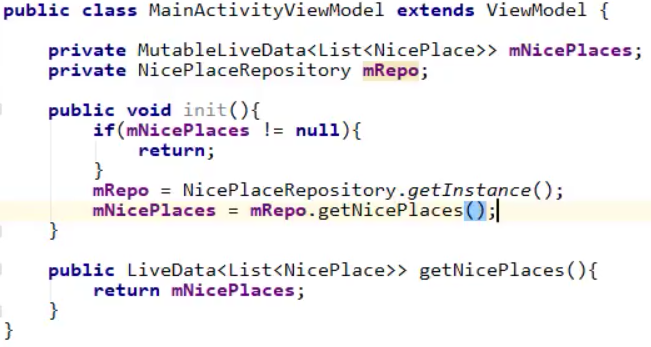 public class MainActivityViewModel extends ViewModel {
private MutableLiveData<List<NicePlace>> mNicePlaces;
private NicePlaceRepository mRepo;
public void init(){
if(mNicePlaces != null){
return;
}
mRepo = NicePlaceRepository.getInstance();
mNicePlaces = mRepo.getNicePlaces();
}
public LiveData<List<NicePlace>> getNicePlaces(){
return mNicePlaces;
}
}